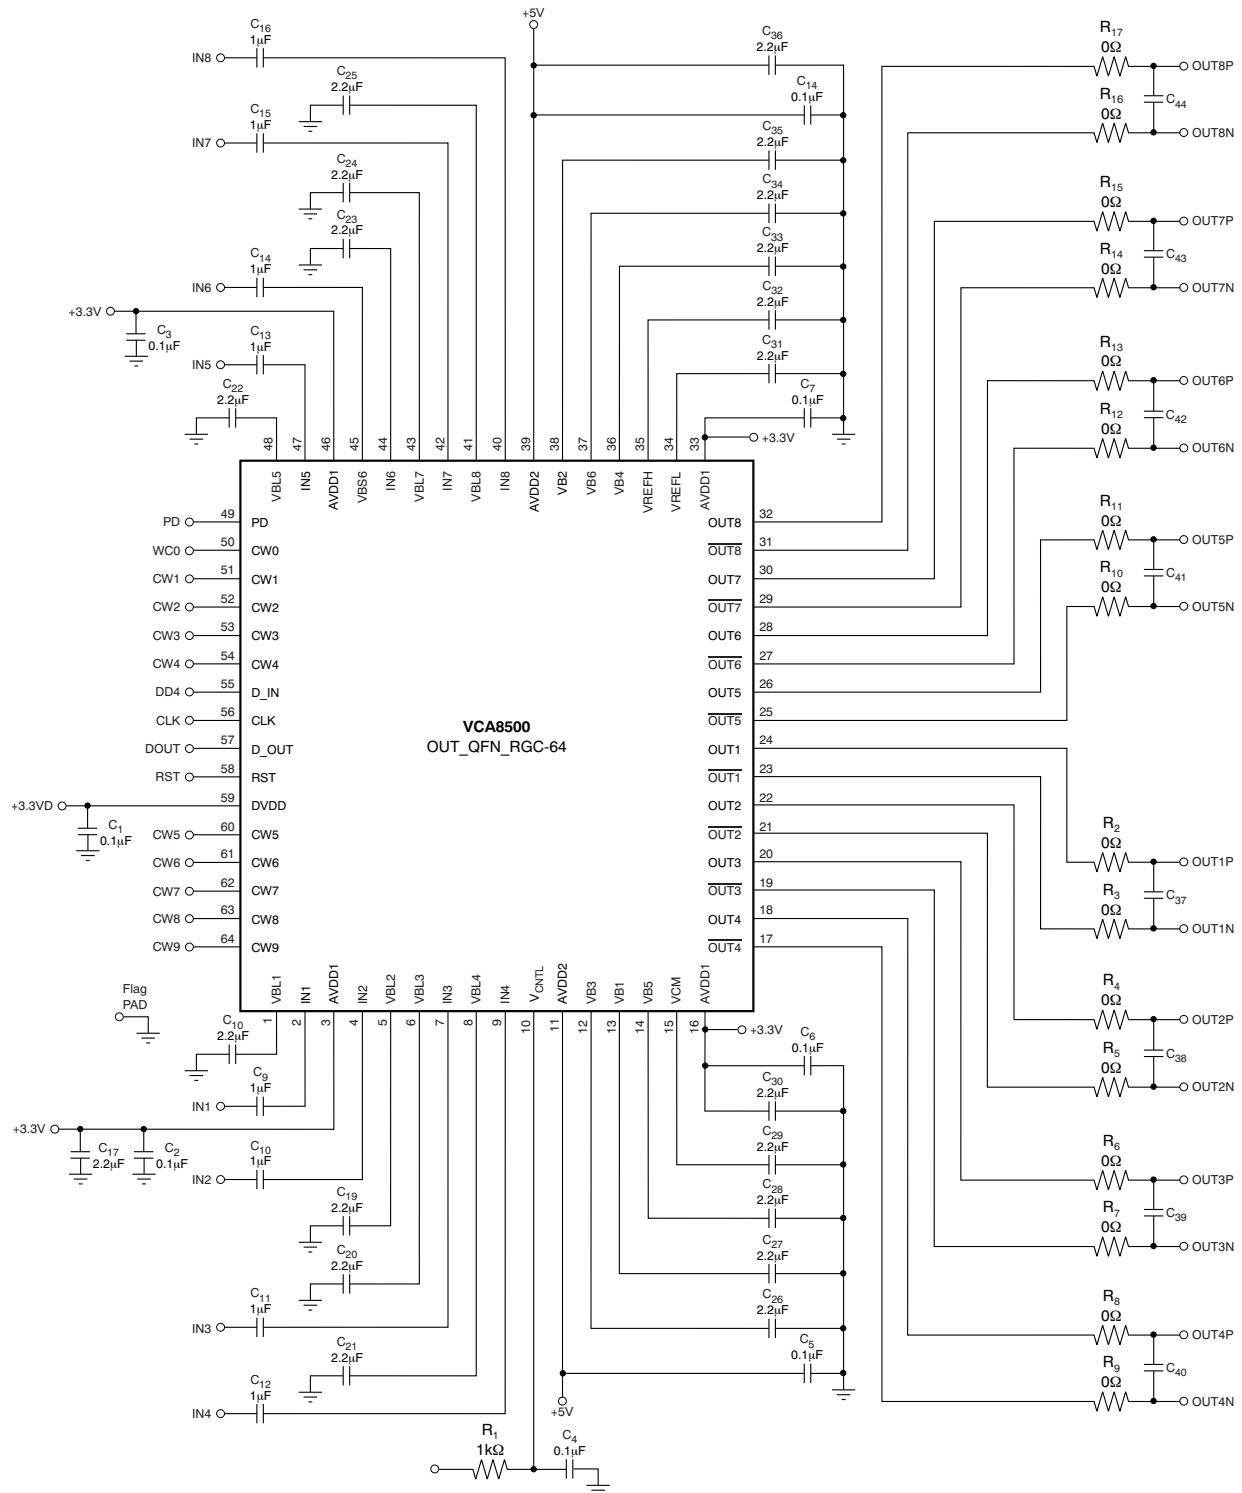 +5V
C16
1µF
IN8
C25
2.2µF
C15
1µF
IN7
C24
2.2µF
C23
2.2µF
C14
1µF
IN6
+3.3V
C3
0.1µF
C13
1µF
IN5
C22
2.2µF
C36
2.2µF
C14
0.1µF
C35
2.2µF
C34
2.2µF
C33
2.2µF
C32
2.2µF
C31
2.2µF
C7
0.1µF
+3.3V
R17
0Ω
OUT8P
R16
0Ω
C44
OUT8N
R15
0Ω
OUT7P
R14
0Ω
C43
OUT7N
R13
0Ω
OUT6P
R12
0Ω
C42
OUT6N
R11
0Ω
OUT5P
R10
0Ω
C41
OUT5N
48 47 46 45 44 43 42 41 40 39 38 37 36 35 34 33
VBL5 IN5 AVDD1 VBS6 IN6 VBL7 IN7 VBL8 IN8 AVDD2 VB2 VB6 VB4 VREFH VREFL AVDD1
PD 49 PD
WC0 50 CW0
CW1 51 CW1
CW2 52 CW2
CW3 53 CW3
CW4 54 CW4
DD4 55 D_IN
CLK 56 CLK
DOUT 57 D_OUT
RST 58 RST
+3.3VD 59 DVDD
C1
0.1µF
CW5 60 CW5
CW6 61 CW6
CW7 62 CW7
CW8 63 CW8
CW9 64 CW9
VCA8500
OUT_QFN_RGC-64
OUT8 32
OUT8 31
OUT7 30
OUT7 29
OUT6 28
OUT6 27
OUT5 26
OUT5 25
OUT1 24
OUT1 23
OUT2 22
OUT2 21
OUT3 20
OUT3 19
OUT4 18
OUT4 17
VBL1 IN1 AVDD1 IN2 VBL2 VBL3 IN3 VBL4 IN4 VCNTL AVDD2 VB3 VB1 VB5 VCM AVDD1
1 2 3 4 5 6 7 8 9 10 11 12 13 14 15 16
Flag
PAD
C10
2.2µF
C9
1µF
IN1
+3.3V
C17
2.2µF
C2
0.1µF
C10
1µF
IN2
C19
2.2µF
C20
2.2µF
C11
1µF
IN3
C21
2.2µF
C12
1µF
IN4
R1
1kΩ
C4
0.1µF
+5V
+3.3V
C6
0.1µF
C30
2.2µF
C29
2.2µF
C28
2.2µF
C27
2.2µF
C26
2.2µF
C5
0.1µF
R2
0Ω
OUT1P
R3
0Ω
C37
OUT1N
R4
0Ω
OUT2P
R5
0Ω
C38
OUT2N
R6
0Ω
OUT3P
R7
0Ω
C39
OUT3N
R8
0Ω
OUT4P
R9
0Ω
C40
OUT4N